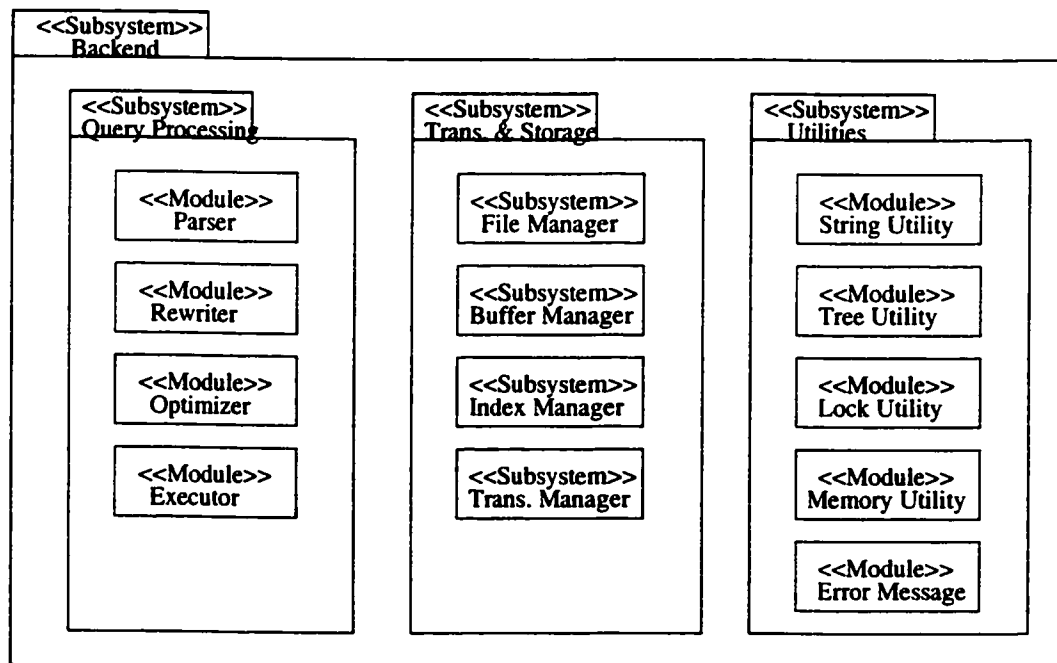 <<Subsystem>>
Backend
<<Subsystem>>
Query Processing
<<Module>>
Parser
<<Module>>
Rewriter
<<Module>>
Optimizer
<<Module>>
Executor
<<Subsystem>>
Trans. & Storage
<<Subsystem>>
File Manager
<<Subsystem>>
Buffer Manager
<<Subsystem>>
Index Manager
<<Subsystem>>
Trans. Manager
<<Subsystem>>
Utilities
<<Module>>
String Utility
<<Module>>
Tree Utility
<<Module>>
Lock Utility
<<Module>>
Memory Utility
<<Module>>
Error Message